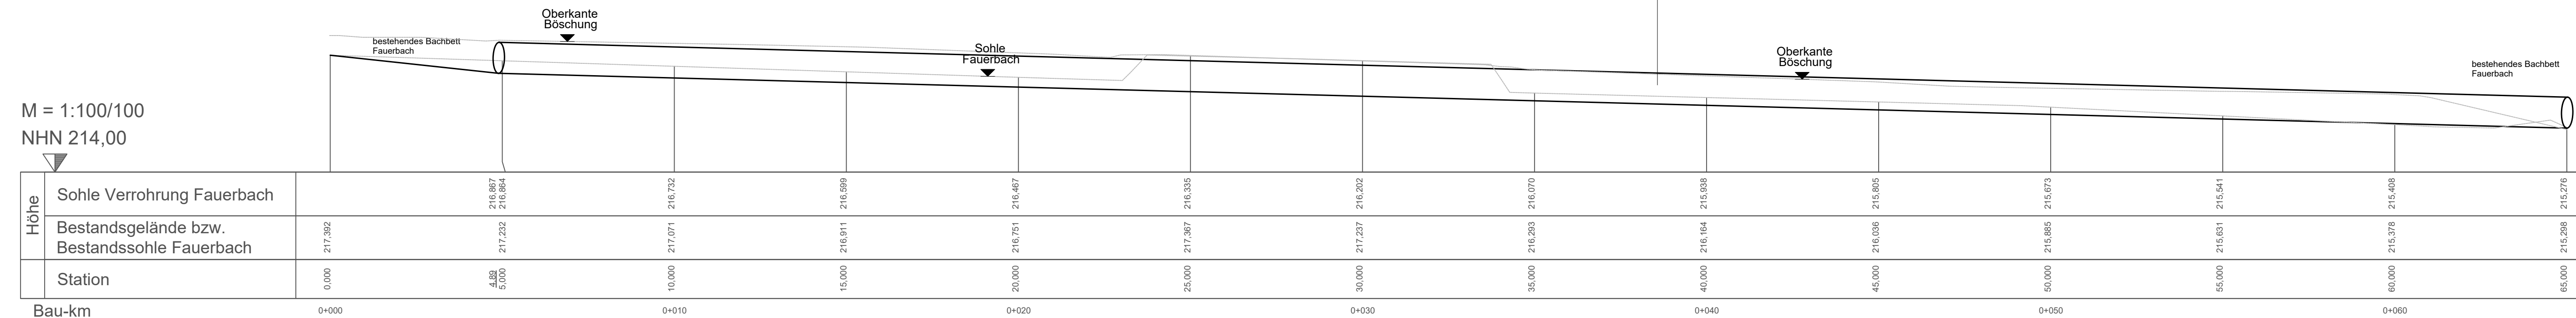 Oberkante
Böschung
bestehendes Bachbett
Fauerbach
Sohle
Fauerbach
Oberkante
Böschung
bestehendes Bachbett
Fauerbach
M = 1:100/100
NHN 214,00
Höhe
Sohle Verrohrung Fauerbach
216,867 216,864 216,732 216,599 216,467 216,335 216,202 216,070 215,938 215,805 215,673 215,541 215,408 215,276
Bestandsgelände bzw.
Bestandssohle Fauerbach
217,392 217,232 217,071 216,911 216,751 217,367 217,237 216,293 216,164 216,036 215,885 215,631 215,378 215,298
Station
0,000 4,89 5,000 10,000 15,000 20,000 25,000 30,000 35,000 40,000 45,000 50,000 55,000 60,000 65,000
Bau-km
0+000 0+010 0+020 0+030 0+040 0+050 0+060